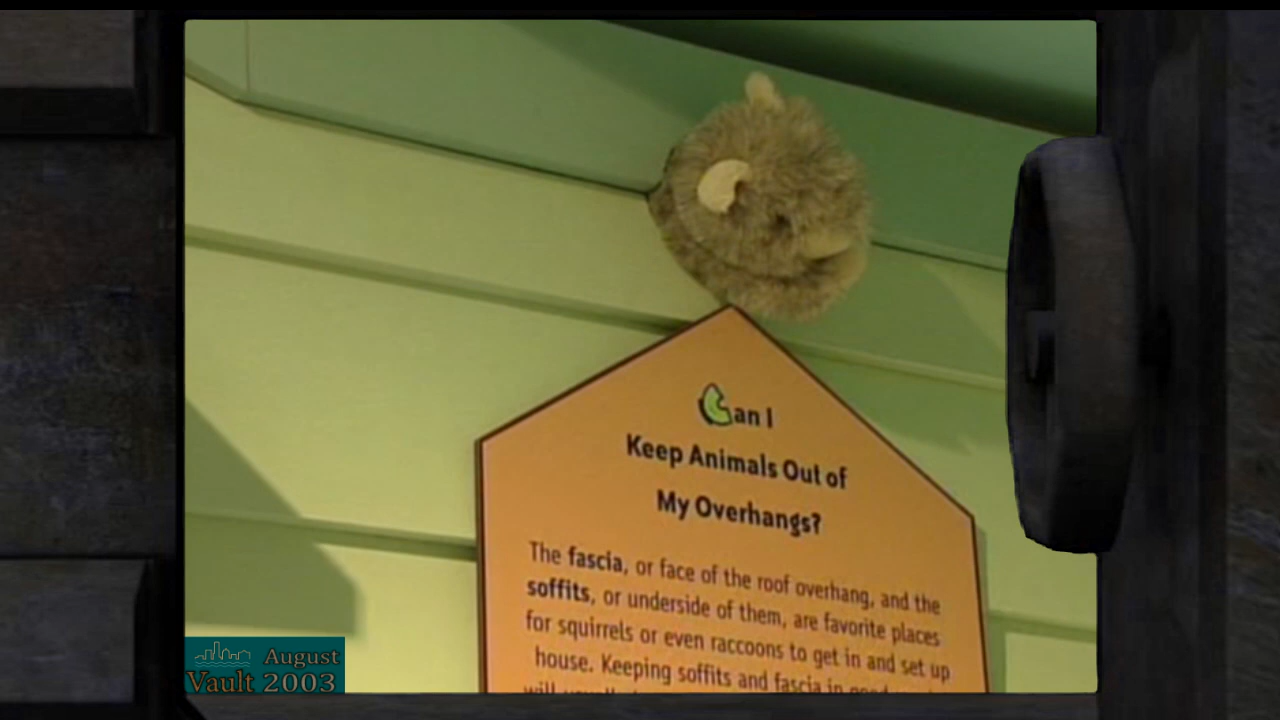 Can I
Keep Animals Out of
My Overhangs?
The fascia, or face of the roof overhang, and the
soffits, or underside of them, are favorite places
for squirrels or even raccoons to get in and set up
house. Keeping soffits and fascia in
will
August
Vault 2003